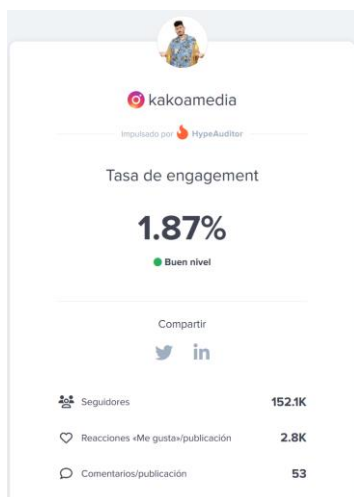 kakoamedia
Impulsado por HypeAuditor
Tasa de engagement
1.87%
Buen nivel
Compartir
in
Seguidores 152.1K
Reacciones «Me gusta»/publicación 2.8K
Comentarios/publicación 53